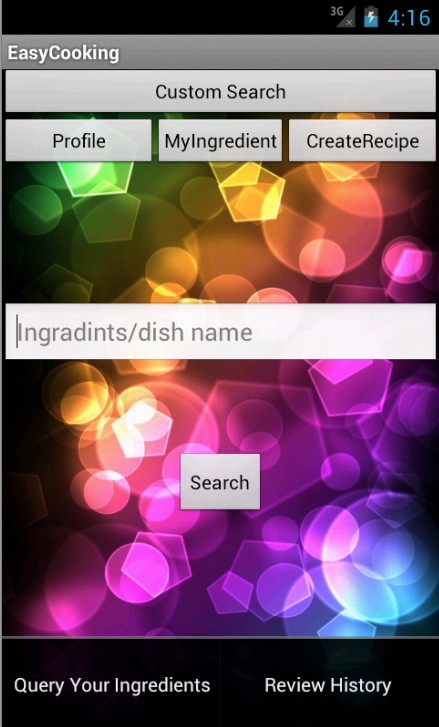 3G 4:16
EasyCooking
Custom Search
Profile MyIngredient CreateRecipe
Ingradints/dish name
Search
Query Your Ingredients Review History